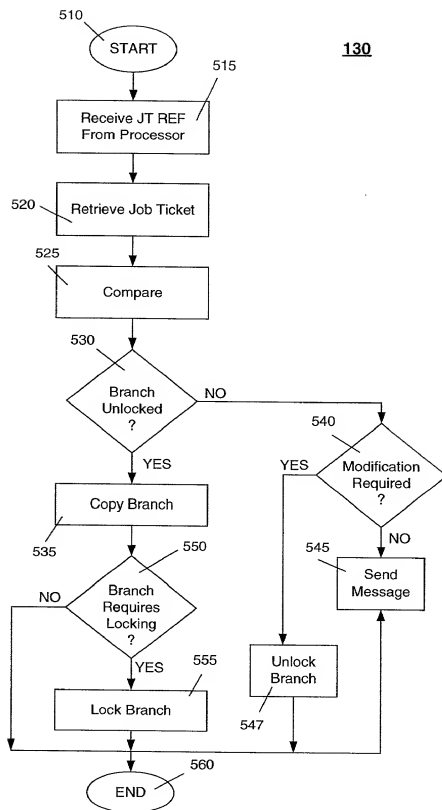 510
START
130
515
Receive JT REF
From Processor
520
Retrieve Job Ticket
525
Compare
530
Branch
Unlocked
?
NO
YES
540
Modification
Required
?
YES
NO
Copy Branch
535
545
Send
Message
550
Branch
Requires
Locking
?
NO
YES
Unlock
Branch
547
555
Lock Branch
560
END